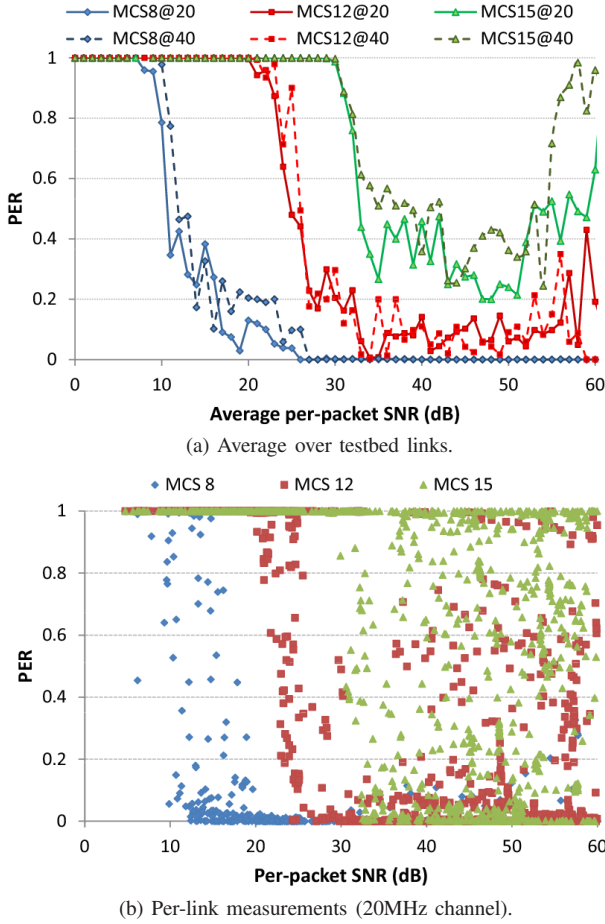 MCS8@20 MCS12@20 MCS15@20
MCS8@40 MCS12@40 MCS15@40
1
0.8
0.6
0.4
0.2
0
PER
0 10 20 30 40 50 60
Average per-packet SNR (dB)
(a) Average over testbed links.
MCS 8 MCS 12 MCS 15
1
0.8
0.6
0.4
0.2
0
PER
0 10 20 30 40 50 60
Per-packet SNR (dB)
(b) Per-link measurements (20MHz channel).